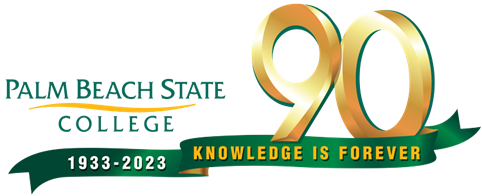 PALM BEACH STATE
COLLEGE
90
1933-2023
KNOWLEDGE IS FOREVER